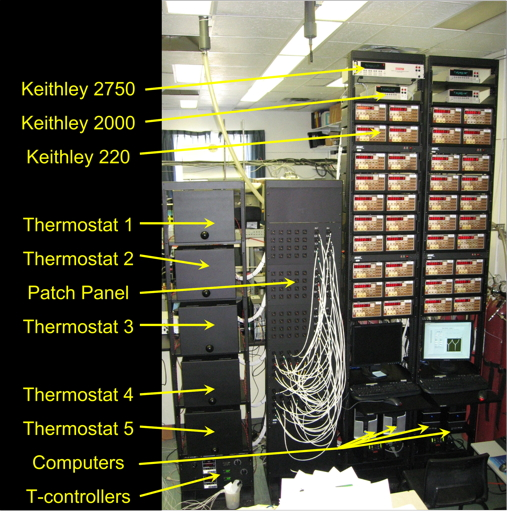 Keithley 2750
Keithley 2000
Keithley 220
Thermostat 1
Thermostat 2
Patch Panel
Thermostat 3
Thermostat 4
Thermostat 5
Computers
T-controllers